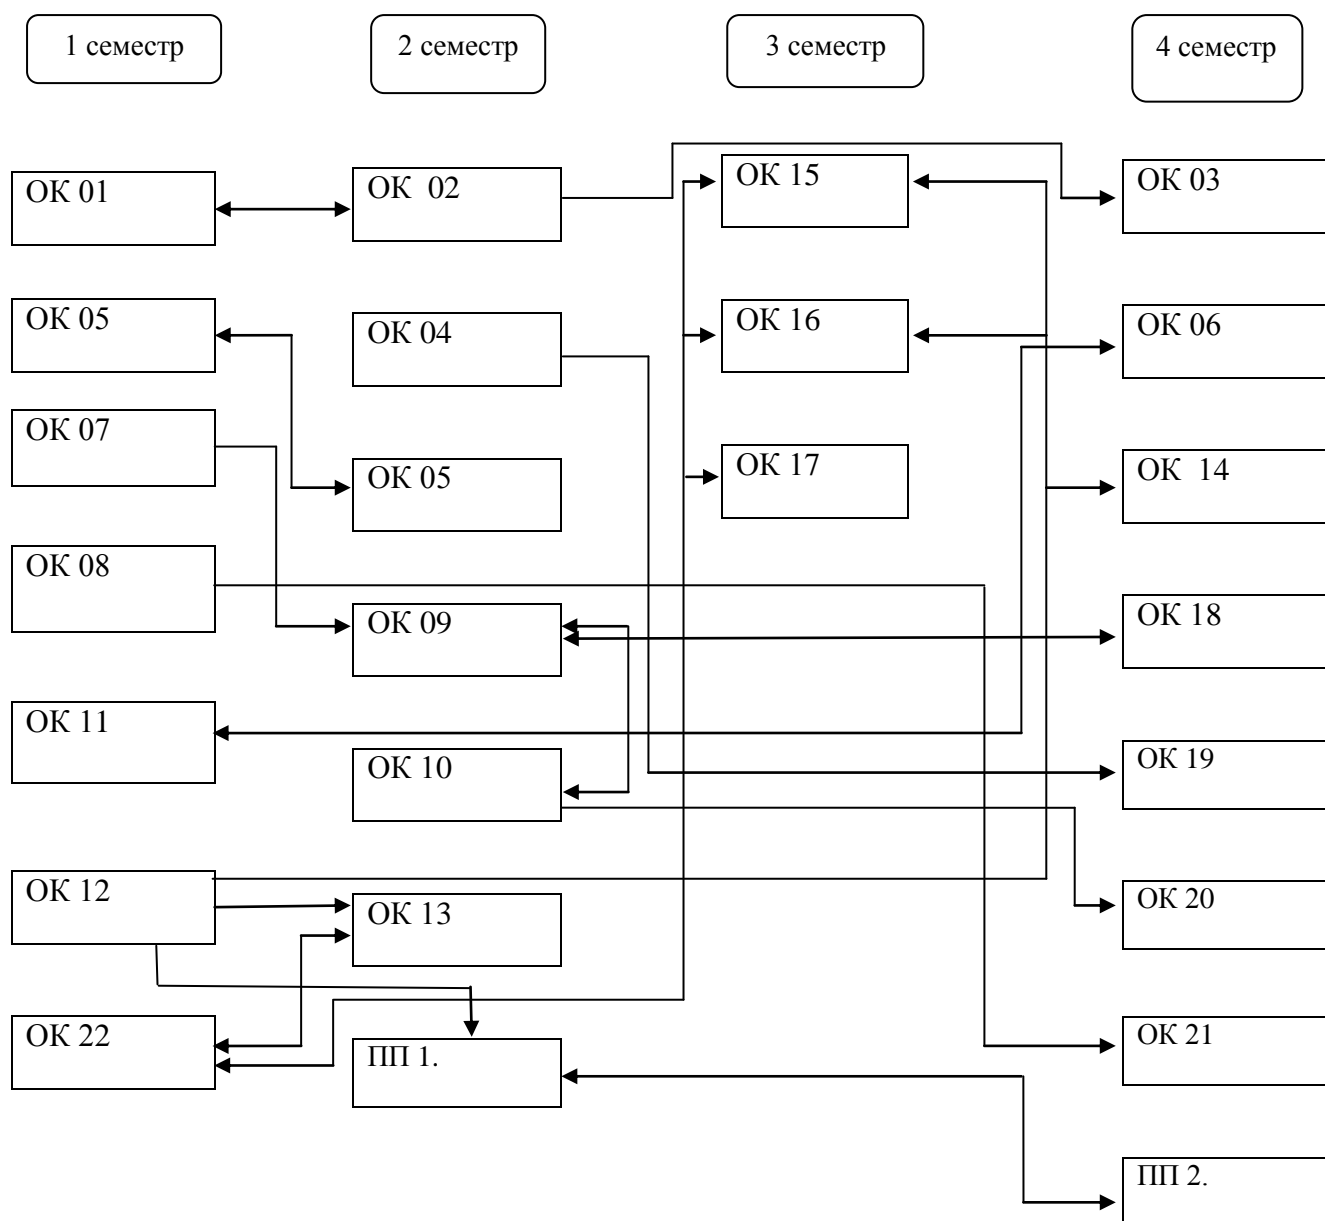 1 семестр
2 семестр
3 семестр
4 семестр
ОК 01
ОК 02
ОК 15
ОК 03
ОК 05
ОК 04
ОК 16
ОК 06
ОК 07
ОК 05
ОК 17
ОК 14
ОК 08
ОК 09
ОК 18
ОК 11
ОК 10
ОК 19
ОК 12
ОК 13
ОК 20
ОК 22
ПП 1.
ОК 21
ПП 2.